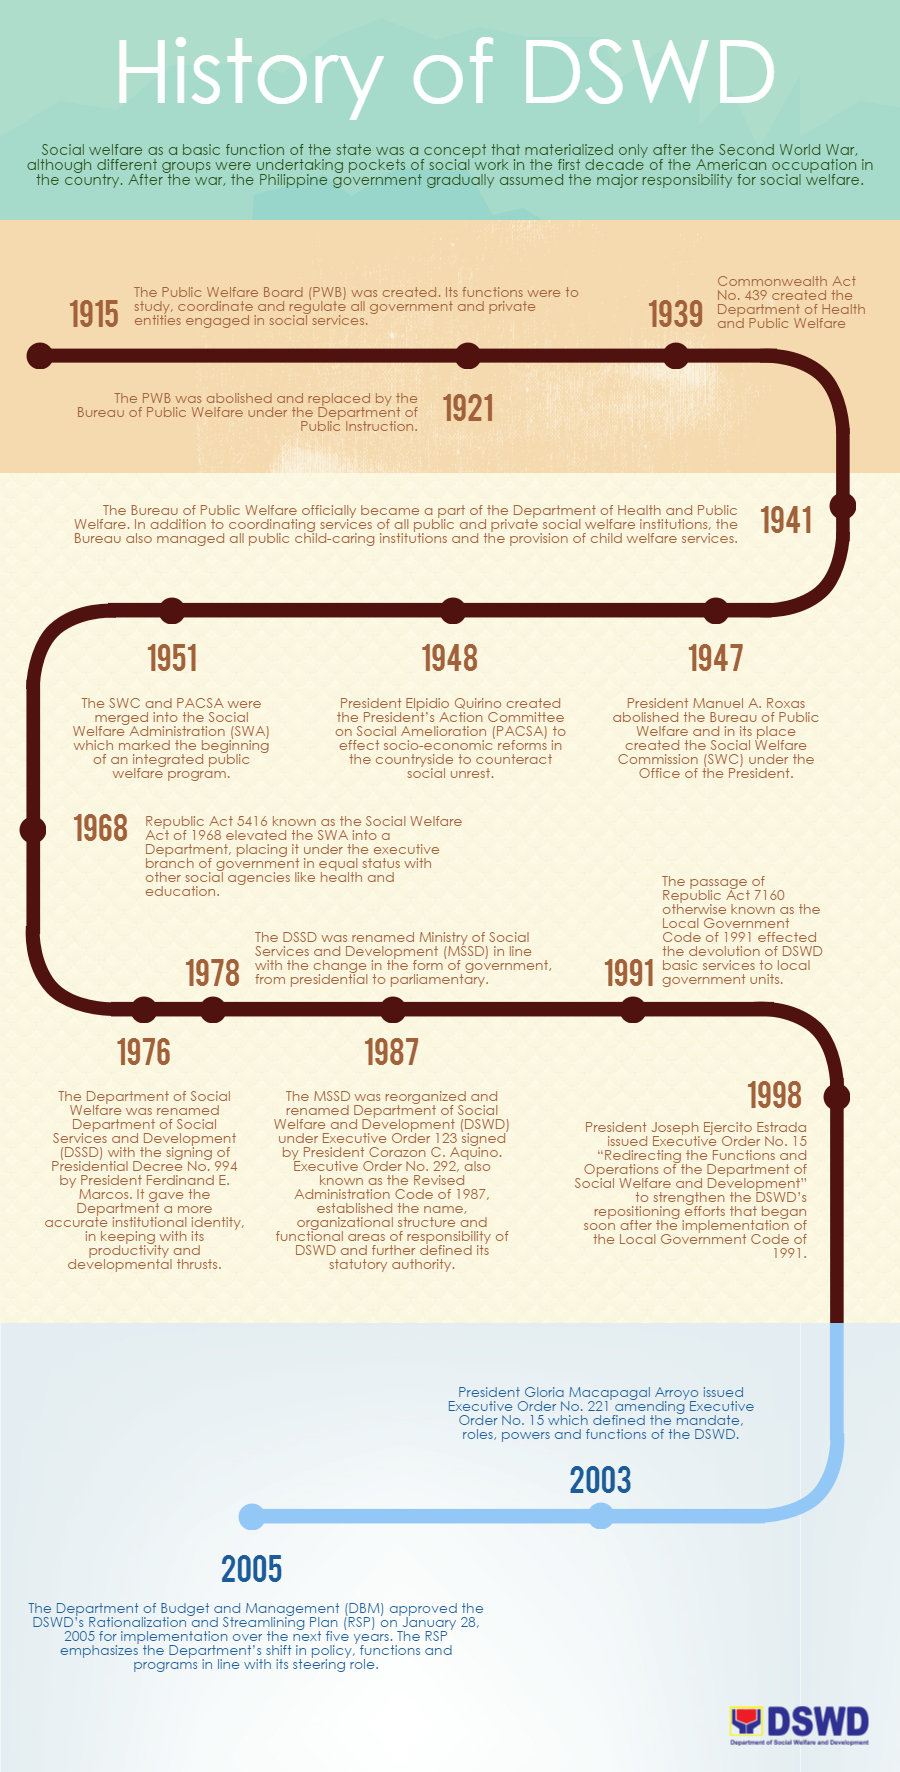 History of DSWD
Social welfare as a basic function of the state was a concept that materialized only after the Second World War,
although different groups were undertaking pockets of social work in the first decade of the American occupation in
the country. After the war, the Philippine government gradually assumed the major responsibility for social welfare.
1915
The Public Welfare Board (PWB) was created. Its functions were to
study, coordinate and regulate all government and private
entities engaged in social services.
The PWB was abolished and replaced by the
Bureau of Public Welfare under the Department of
Public Instruction.
1921
1939
Commonwealth Act
No. 439 created the
Department of Health
and Public Welfare
The Bureau of Public Welfare officially became a part of the Department of Health and Public
Welfare. In addition to coordinating services of all public and private social welfare institutions, the
Bureau also managed all public child-caring institutions and the provision of child welfare services.
1941
1947
President Manuel A. Roxas
abolished the Bureau of Public
Welfare and in its place
created the Social Welfare
Commission (SWC) under the
Office of the President.
1948
President Elpidio Quirino created
the President's Action Committee
on Social Amelioration (PACSA) to
effect socio-economic reforms in
the countryside to counteract
social unrest.
1951
The SWC and PACSA were
merged into the Social
Welfare Administration (SWA)
which marked the beginning
of an integrated public
welfare program.
1968
Republic Act 5416 known as the Social Welfare
Act of 1968 elevated the SWA into a
Department, placing it under the executive
branch of government in equal status with
other social agencies like health and
education.
1976
The Department of Social
Welfare was renamed
Department of Social
Services and Development
(DSSD) with the signing of
Presidential Decree No. 994
by President Ferdinand E.
Marcos. It gave the
Department a more
accurate institutional identity,
in keeping with its
productivity and
developmental thrusts.
1978
The DSSD was renamed Ministry of Social
Services and Development (MSSD) in line
with the change in the form of government,
from presidential to parliamentary.
1987
The MSSD was reorganized and
renamed Department of Social
Welfare and Development (DSWD)
under Executive Order 123 signed
by President Corazon C. Aquino.
Executive Order No. 292, also
known as the Revised
Administration Code of 1987,
established the name,
organizational structure and
functional areas of responsibility of
DSWD and further defined its
statutory authority.
1991
The passage of
Republic Act 7160
otherwise known as the
Local Government
Code of 1991 effected
the devolution of DSWD
basic services to local
government units.
1998
President Joseph Ejercito Estrada
issued Executive Order No. 15
“Redirecting the Functions and
Operations of the Department of
Social Welfare and Development”
to strengthen the DSWD's
repositioning efforts that began
soon after the implementation of
the Local Government Code of
1991.
President Gloria Macapagal Arroyo issued
Executive Order No. 221 amending Executive
Order No. 15 which defined the mandate,
roles, powers and functions of the DSWD.
2003
2005
The Department of Budget and Management (DBM) approved the
DSWD's Rationalization and Streamlining Plan (RSP) on January 28,
2005 for implementation over the next five years. The RSP
emphasizes the Department's shift in policy, functions and
programs in line with its steering role.
DSWD
Department of Social Welfare and Development